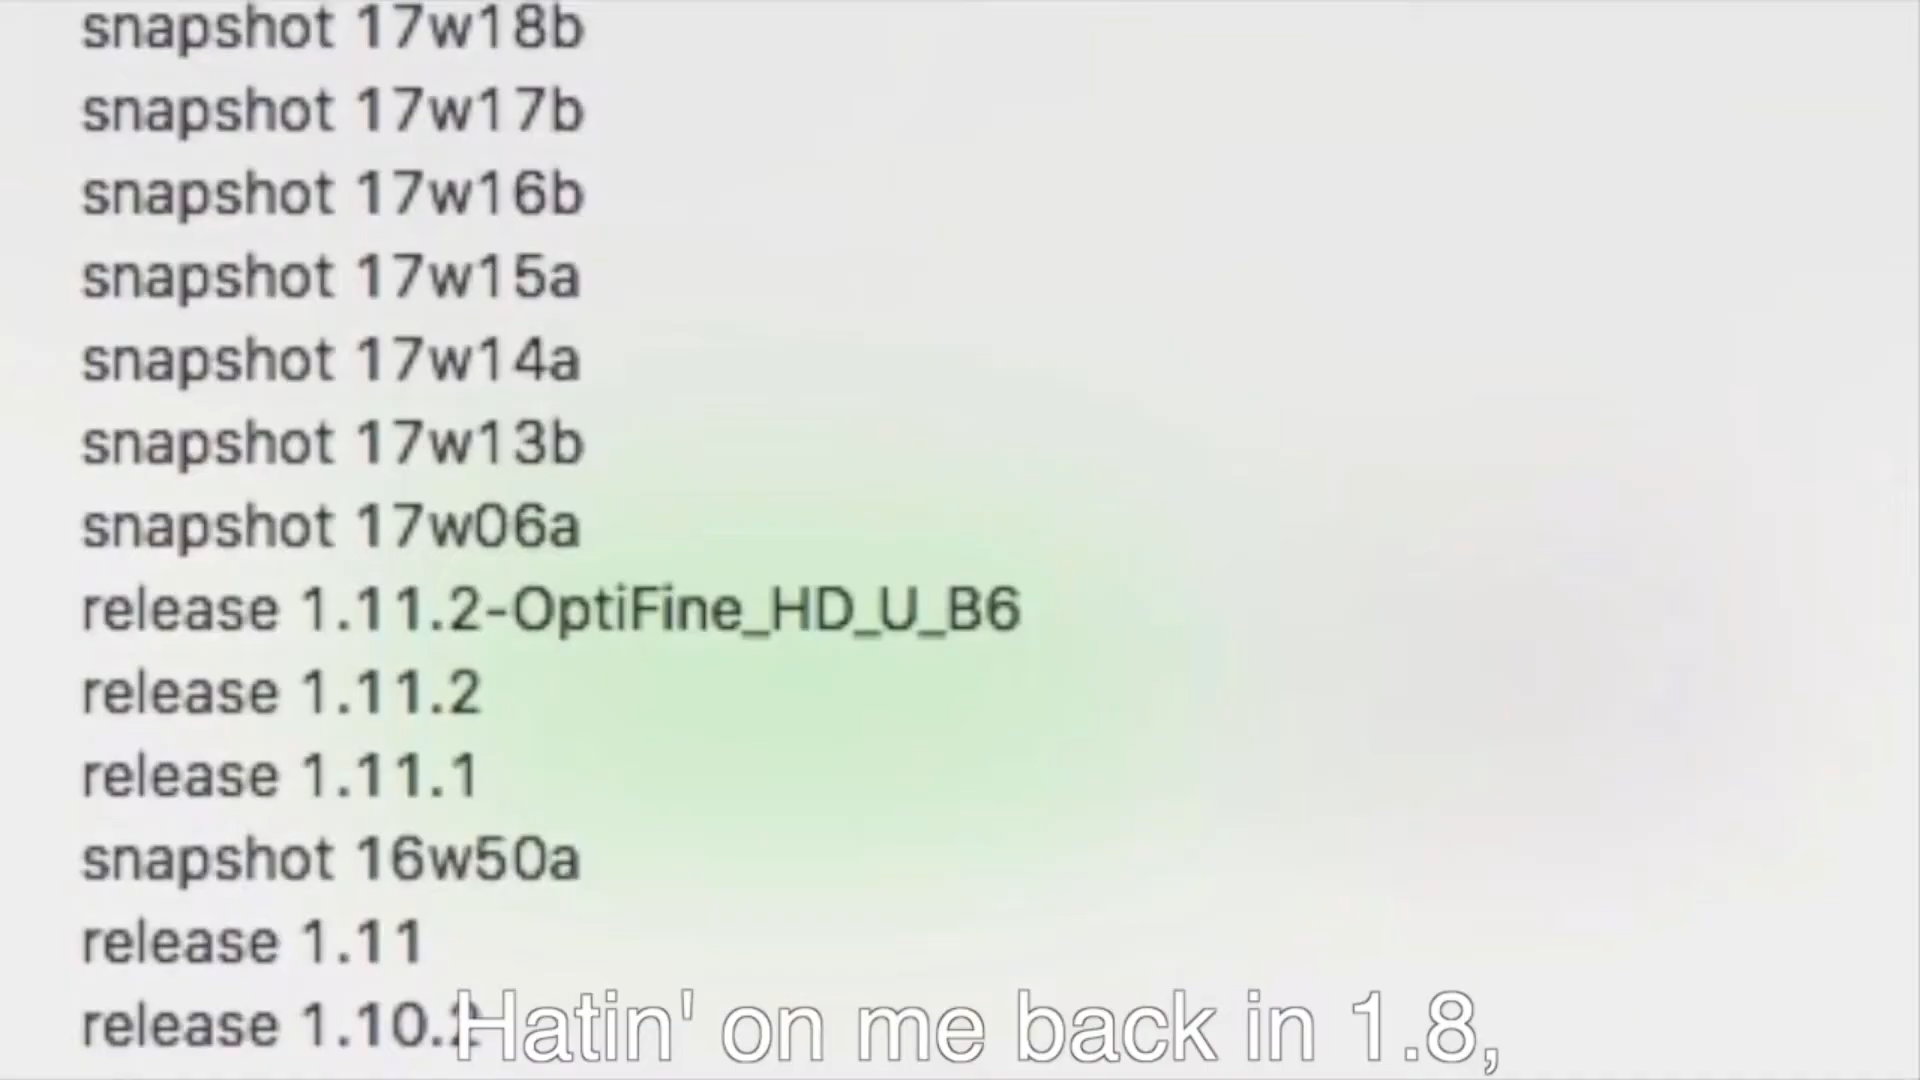 snapshot 17w18b
snapshot 17w17b
snapshot 17w16b
snapshot 17w15a
snapshot 17w14a
snapshot 17w13b
snapshot 17w06a
release 1.11.2-OptiFine_HD_U_B6
release 1.11.2
release 1.11.1
snapshot 16w50a
release 1.11
release 1.10.2
Hatin' on me back in 1.8,